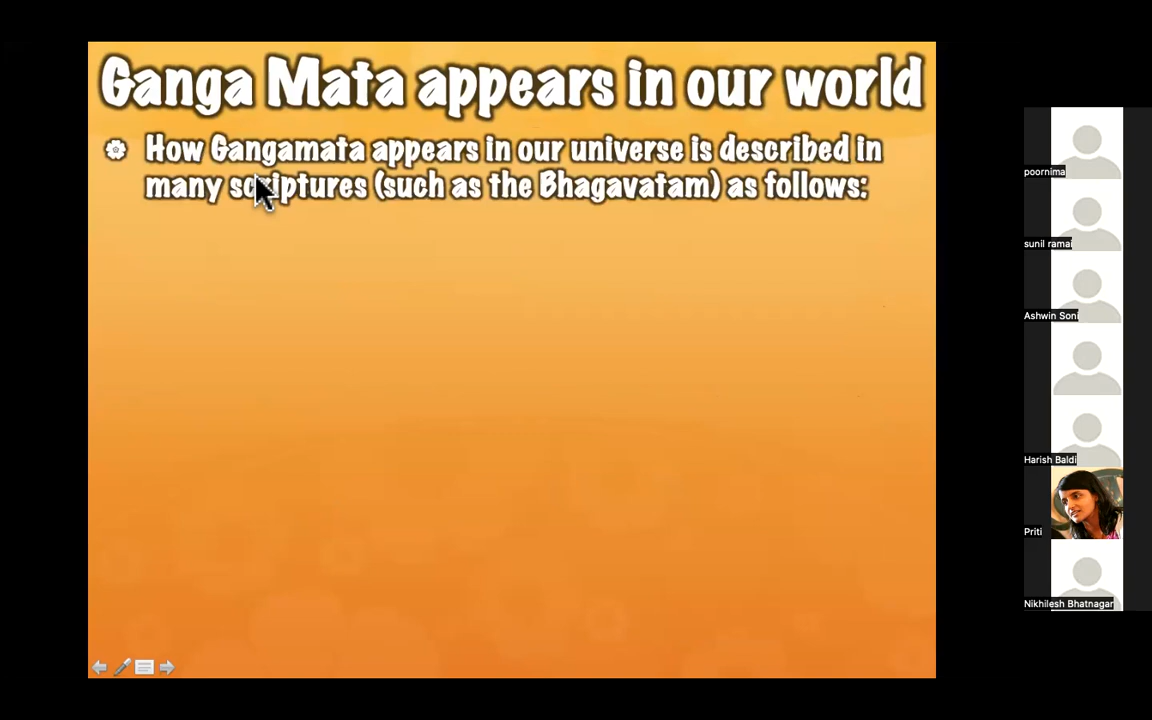 Ganga Mata appears in our world
How Gangamata appears in our universe is described in
many scriptures (such as the Bhagavatam) as follows:
poornima
sunil ramai
Ashwin Soni
Harish Baldi
Priti
Nikhilesh Bhatnagar